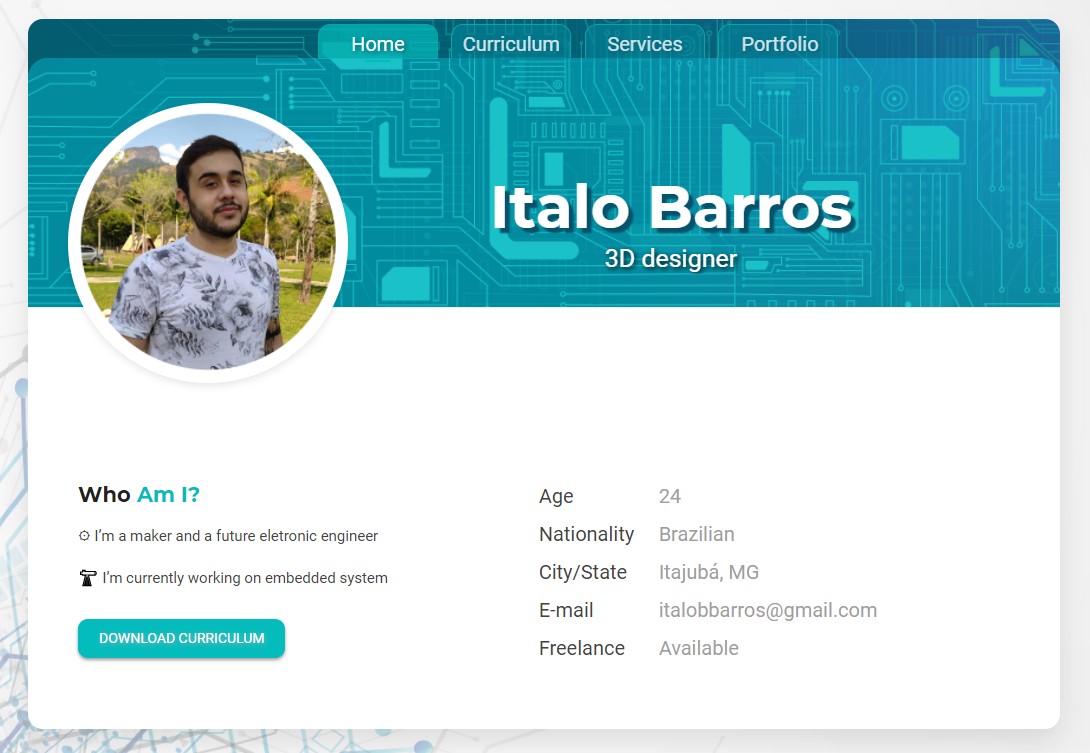 Home Curriculum Services Portfolio
Italo Barros
3D designer
Who Am I?
I'm a maker and a future eletronic engineer
I'm currently working on embedded system
DOWNLOAD CURRICULUM
Age 24
Nationality Brazilian
City/State Itajubá, MG
E-mail italobbarros@gmail.com
Freelance Available